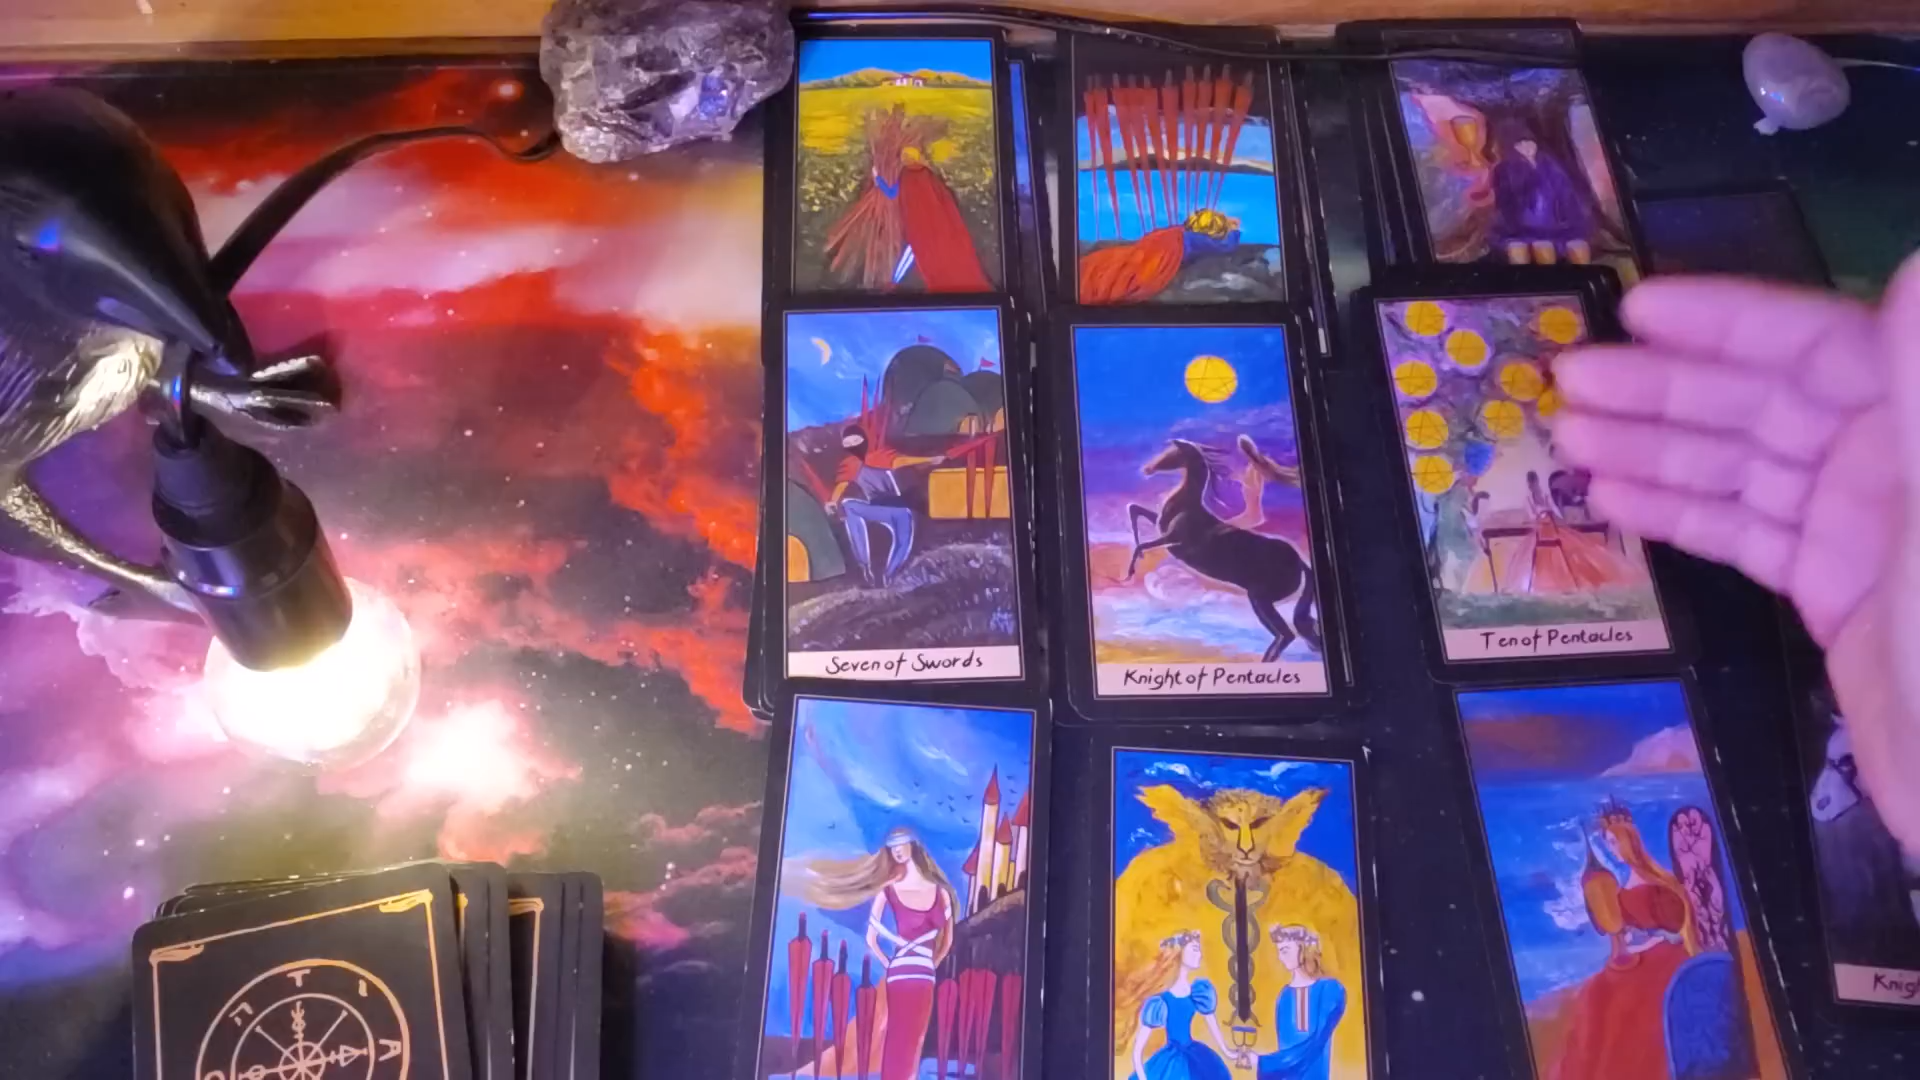 Seven of Swords
Knight of Pentacles
Ten of Pentacles
Knig
T
I
A